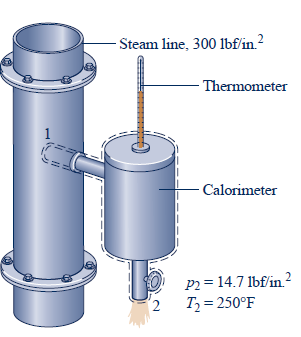 Steam line, 300 lbf/in.²
Thermometer
1
Calorimeter
p₂ = 14.7 lbf/in.²
T₂ = 250°F
2